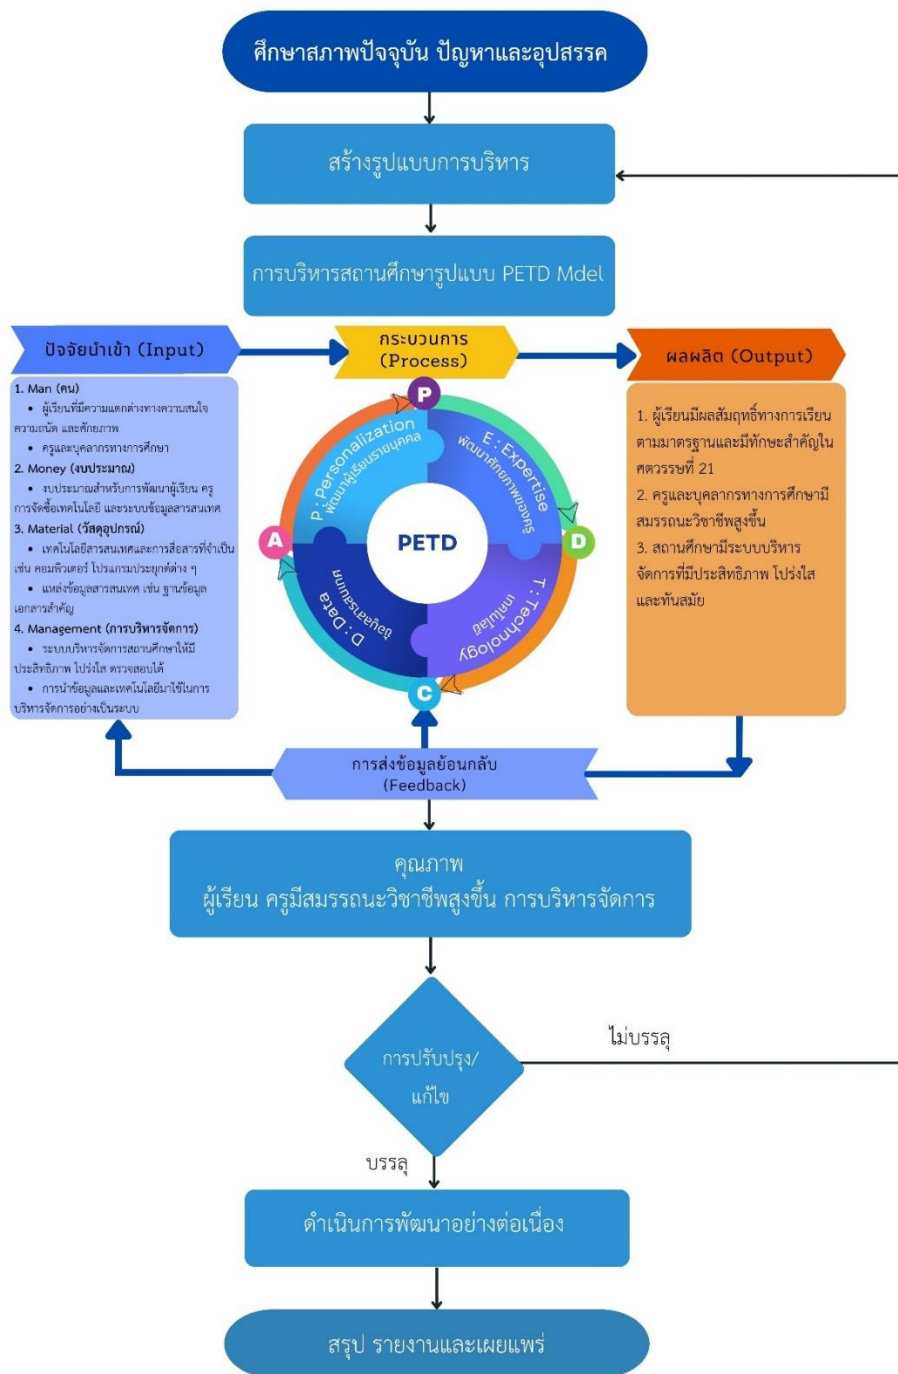 ศึกษาสภาพปัจจุบัน ปัญหาและอุปสรรค
สร้างรูปแบบการบริหาร
การบริหารสถานศึกษารูปแบบ PETD Mdel
ปัจจัยนำเข้า (Input)
1. Man (คน)
• ผู้เรียนที่มีความแตกต่างทางความสนใจ
ความถนัด และศักยภาพ
• ครูและบุคลากรทางการศึกษา
2. Money (งบประมาณ)
• งบประมาณสำหรับการพัฒนาผู้เรียน ครู
การจัดซื้อเทคโนโลยี และระบบข้อมูลสารสนเทศ
3. Material (วัสดุอุปกรณ์)
• เทคโนโลยีสารสนเทศและการสื่อสารที่จำเป็น
เช่น คอมพิวเตอร์ โปรแกรมประยุกต์ต่าง ๆ
• แหล่งข้อมูลสารสนเทศ เช่น ฐานข้อมูล
เอกสารสำคัญ
4. Management (การบริหารจัดการ)
• ระบบบริหารจัดการสถานศึกษาให้มี
ประสิทธิภาพ โปร่งใส ตรวจสอบได้
• การนำข้อมูลและเทคโนโลยีมาใช้ในการ
บริหารจัดการอย่างเป็นระบบ
กระบวนการ
(Process)
P
P : Personalization
พัฒนาผู้เรียนรายบุคคล
E : Expertise
พัฒนาศักยภาพของครู
A
PETD
D
D : Data
ข้อมูลสารสนเทศ
T : Technology
เทคโนโลยี
C
ผลผลิต (Output)
1. ผู้เรียนมีผลสัมฤทธิ์ทางการเรียน
ตามมาตรฐานและมีทักษะสำคัญใน
ศตวรรษที่ 21
2. ครูและบุคลากรทางการศึกษามี
สมรรถนะวิชาชีพสูงขึ้น
3. สถานศึกษามีระบบบริหาร
จัดการที่มีประสิทธิภาพ โปร่งใส
และทันสมัย
การส่งข้อมูลย้อนกลับ
(Feedback)
คุณภาพ
ผู้เรียน ครูมีสมรรถนะวิชาชีพสูงขึ้น การบริหารจัดการ
การปรับปรุง/
แก้ไข
ไม่บรรลุ
บรรลุ
ดำเนินการพัฒนาอย่างต่อเนื่อง
สรุป รายงานและเผยแพร่